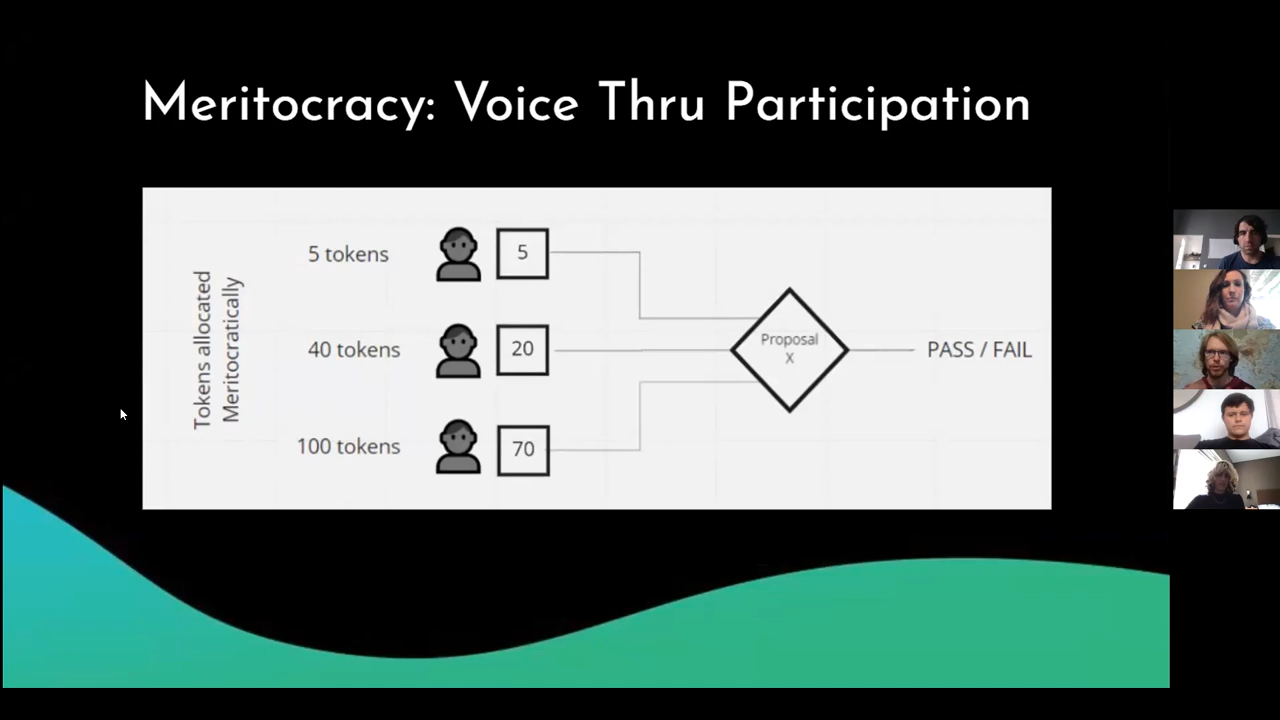 Meritocracy: Voice Thru Participation
Tokens allocated
Meritocratically
5 tokens
5
40 tokens
20
100 tokens
70
Proposal
X
PASS / FAIL